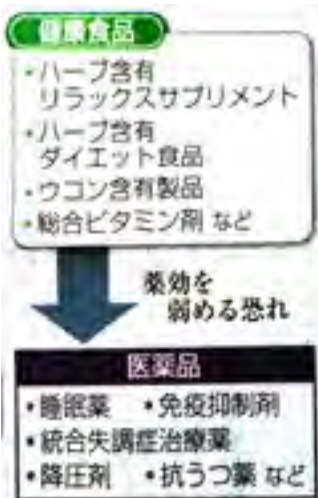 健康食品
・ハーブ含有
リラックスサプリメント
・ハーブ含有
ダイエット食品
・ウコン含有製品
・総合ビタミン剤 など
薬効を
弱める恐れ
医薬品
・睡眠薬 ・免疫抑制剤
・統合失調症治療薬
・降圧剤 ・抗うつ薬 など